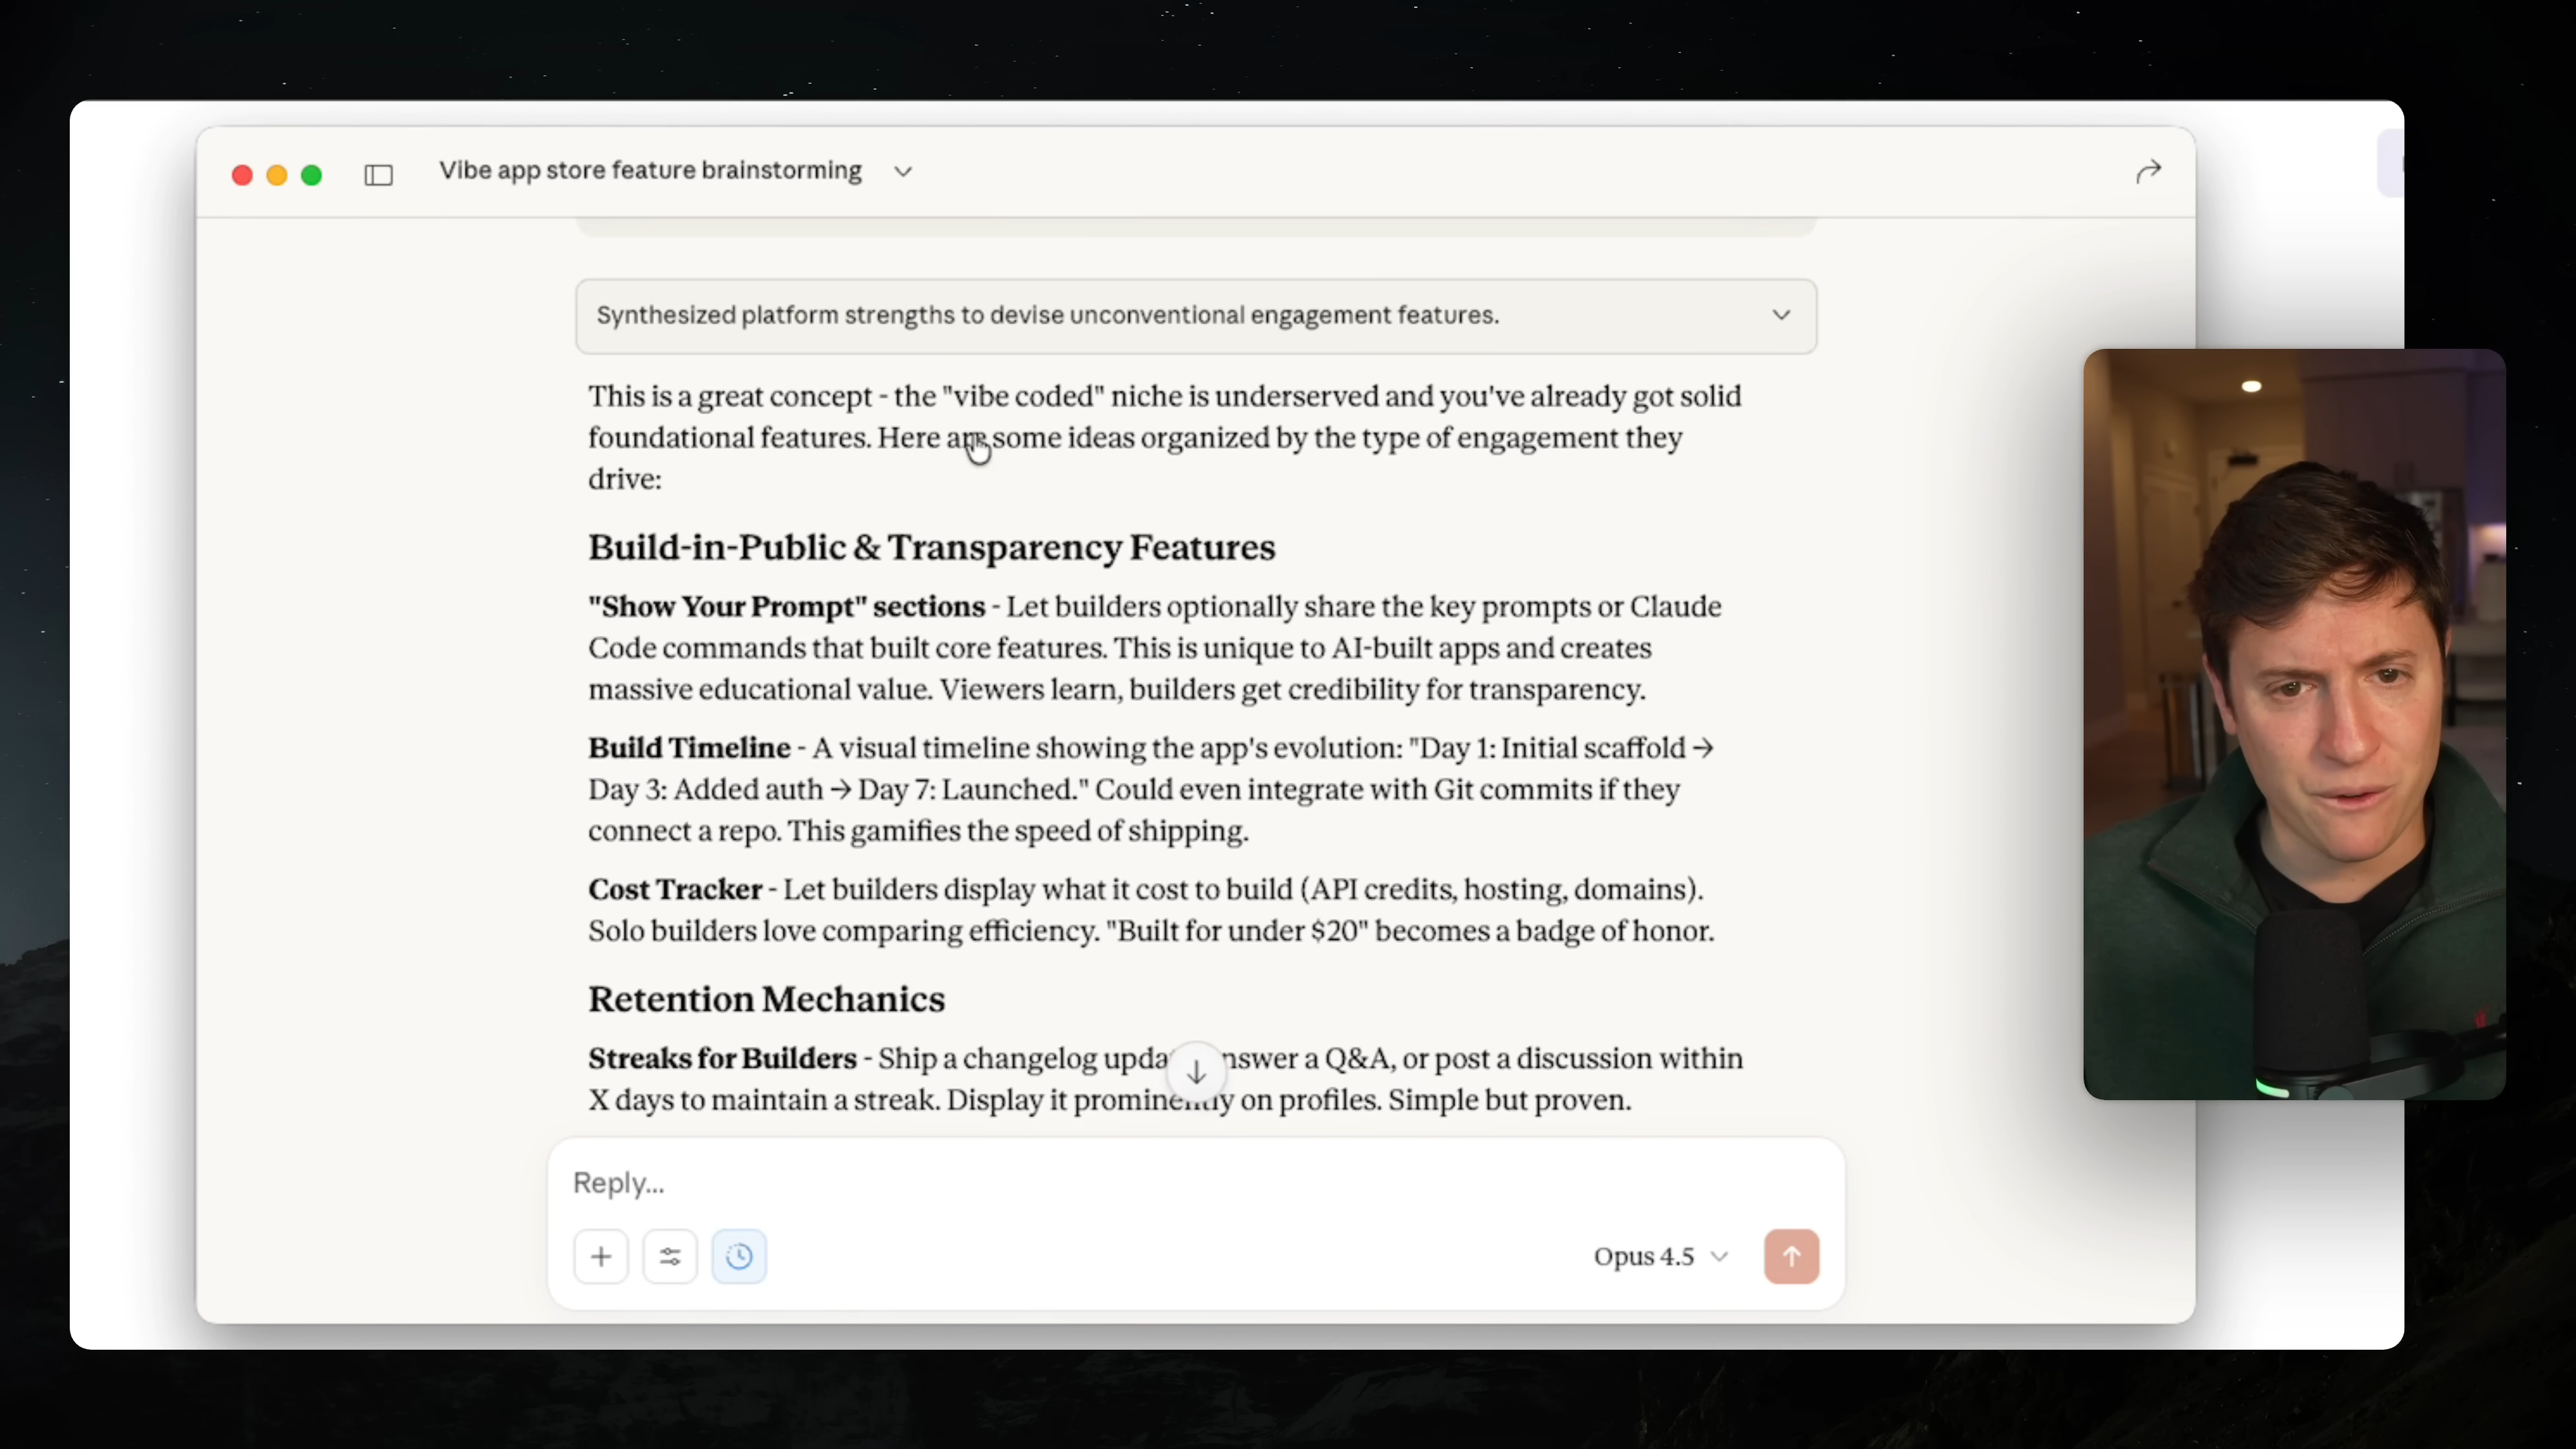 Vibe app store feature brainstorming
Synthesized platform strengths to devise unconventional engagement features.
This is a great concept - the "vibe coded" niche is underserved and you've already got solid
foundational features. Here are some ideas organized by the type of engagement they
drive:
Build-in-Public & Transparency Features
"Show Your Prompt" sections - Let builders optionally share the key prompts or Claude
Code commands that built core features. This is unique to AI-built apps and creates
massive educational value. Viewers learn, builders get credibility for transparency.
Build Timeline - A visual timeline showing the app's evolution: "Day 1: Initial scaffold →
Day 3: Added auth → Day 7: Launched." Could even integrate with Git commits if they
connect a repo. This gamifies the speed of shipping.
Cost Tracker - Let builders display what it cost to build (API credits, hosting, domains).
Solo builders love comparing efficiency. "Built for under $20" becomes a badge of honor.
Retention Mechanics
Streaks for Builders - Ship a changelog upda nswer a Q&A, or post a discussion within
X days to maintain a streak. Display it prominently on profiles. Simple but proven.
Reply...
Opus 4.5